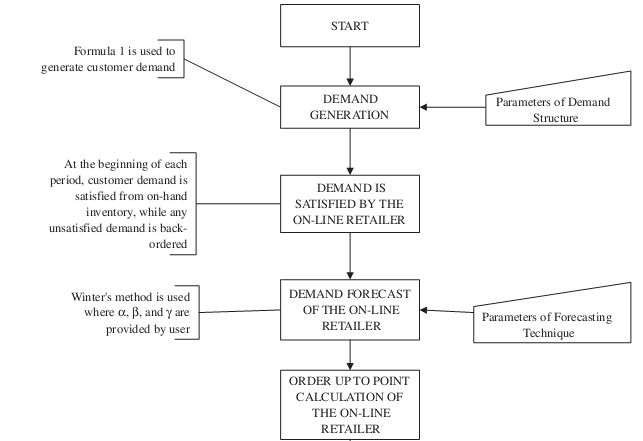 START
Formula 1 is used to
generate customer demand
DEMAND
GENERATION
Parameters of Demand
Structure
At the beginning of each
period, customer demand is
satisfied from on-hand
inventory, while any
unsatisfied demand is back-
ordered
DEMAND IS
SATISFIED BY THE
ON-LINE RETAILER
Winter's method is used
where α, β, and γ are
provided by user
DEMAND FORECAST
OF THE ON-LINE
RETAILER
Parameters of Forecasting
Technique
ORDER UP TO POINT
CALCULATION OF
THE ON-LINE
RETAILER